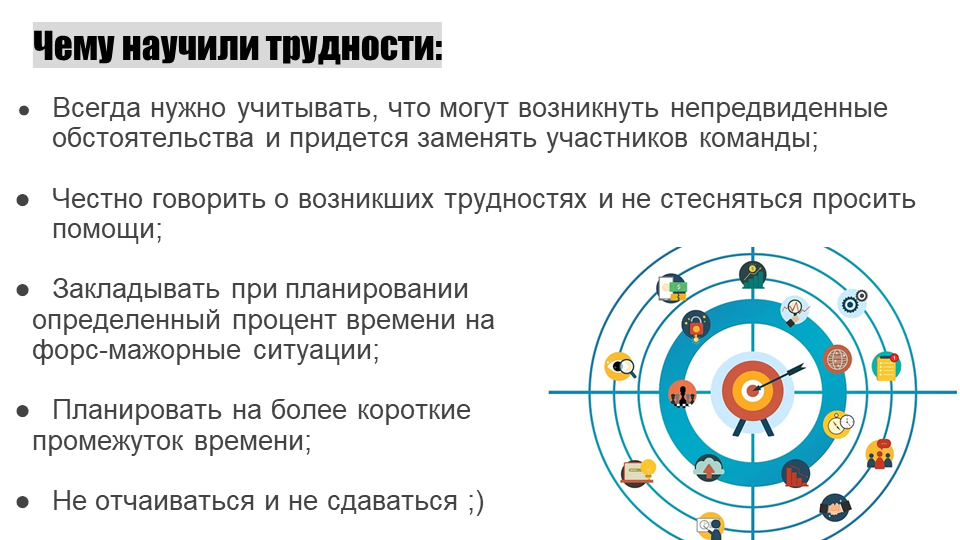 Чему научили трудности:
● Всегда нужно учитывать, что могут возникнуть непредвиденные
обстоятельства и придется заменять участников команды;
● Честно говорить о возникших трудностях и не стесняться просить
помощи;
● Закладывать при планировании
определенный процент времени на
форс-мажорные ситуации;
● Планировать на более короткие
промежуток времени;
● Не отчаиваться и не сдаваться ;)